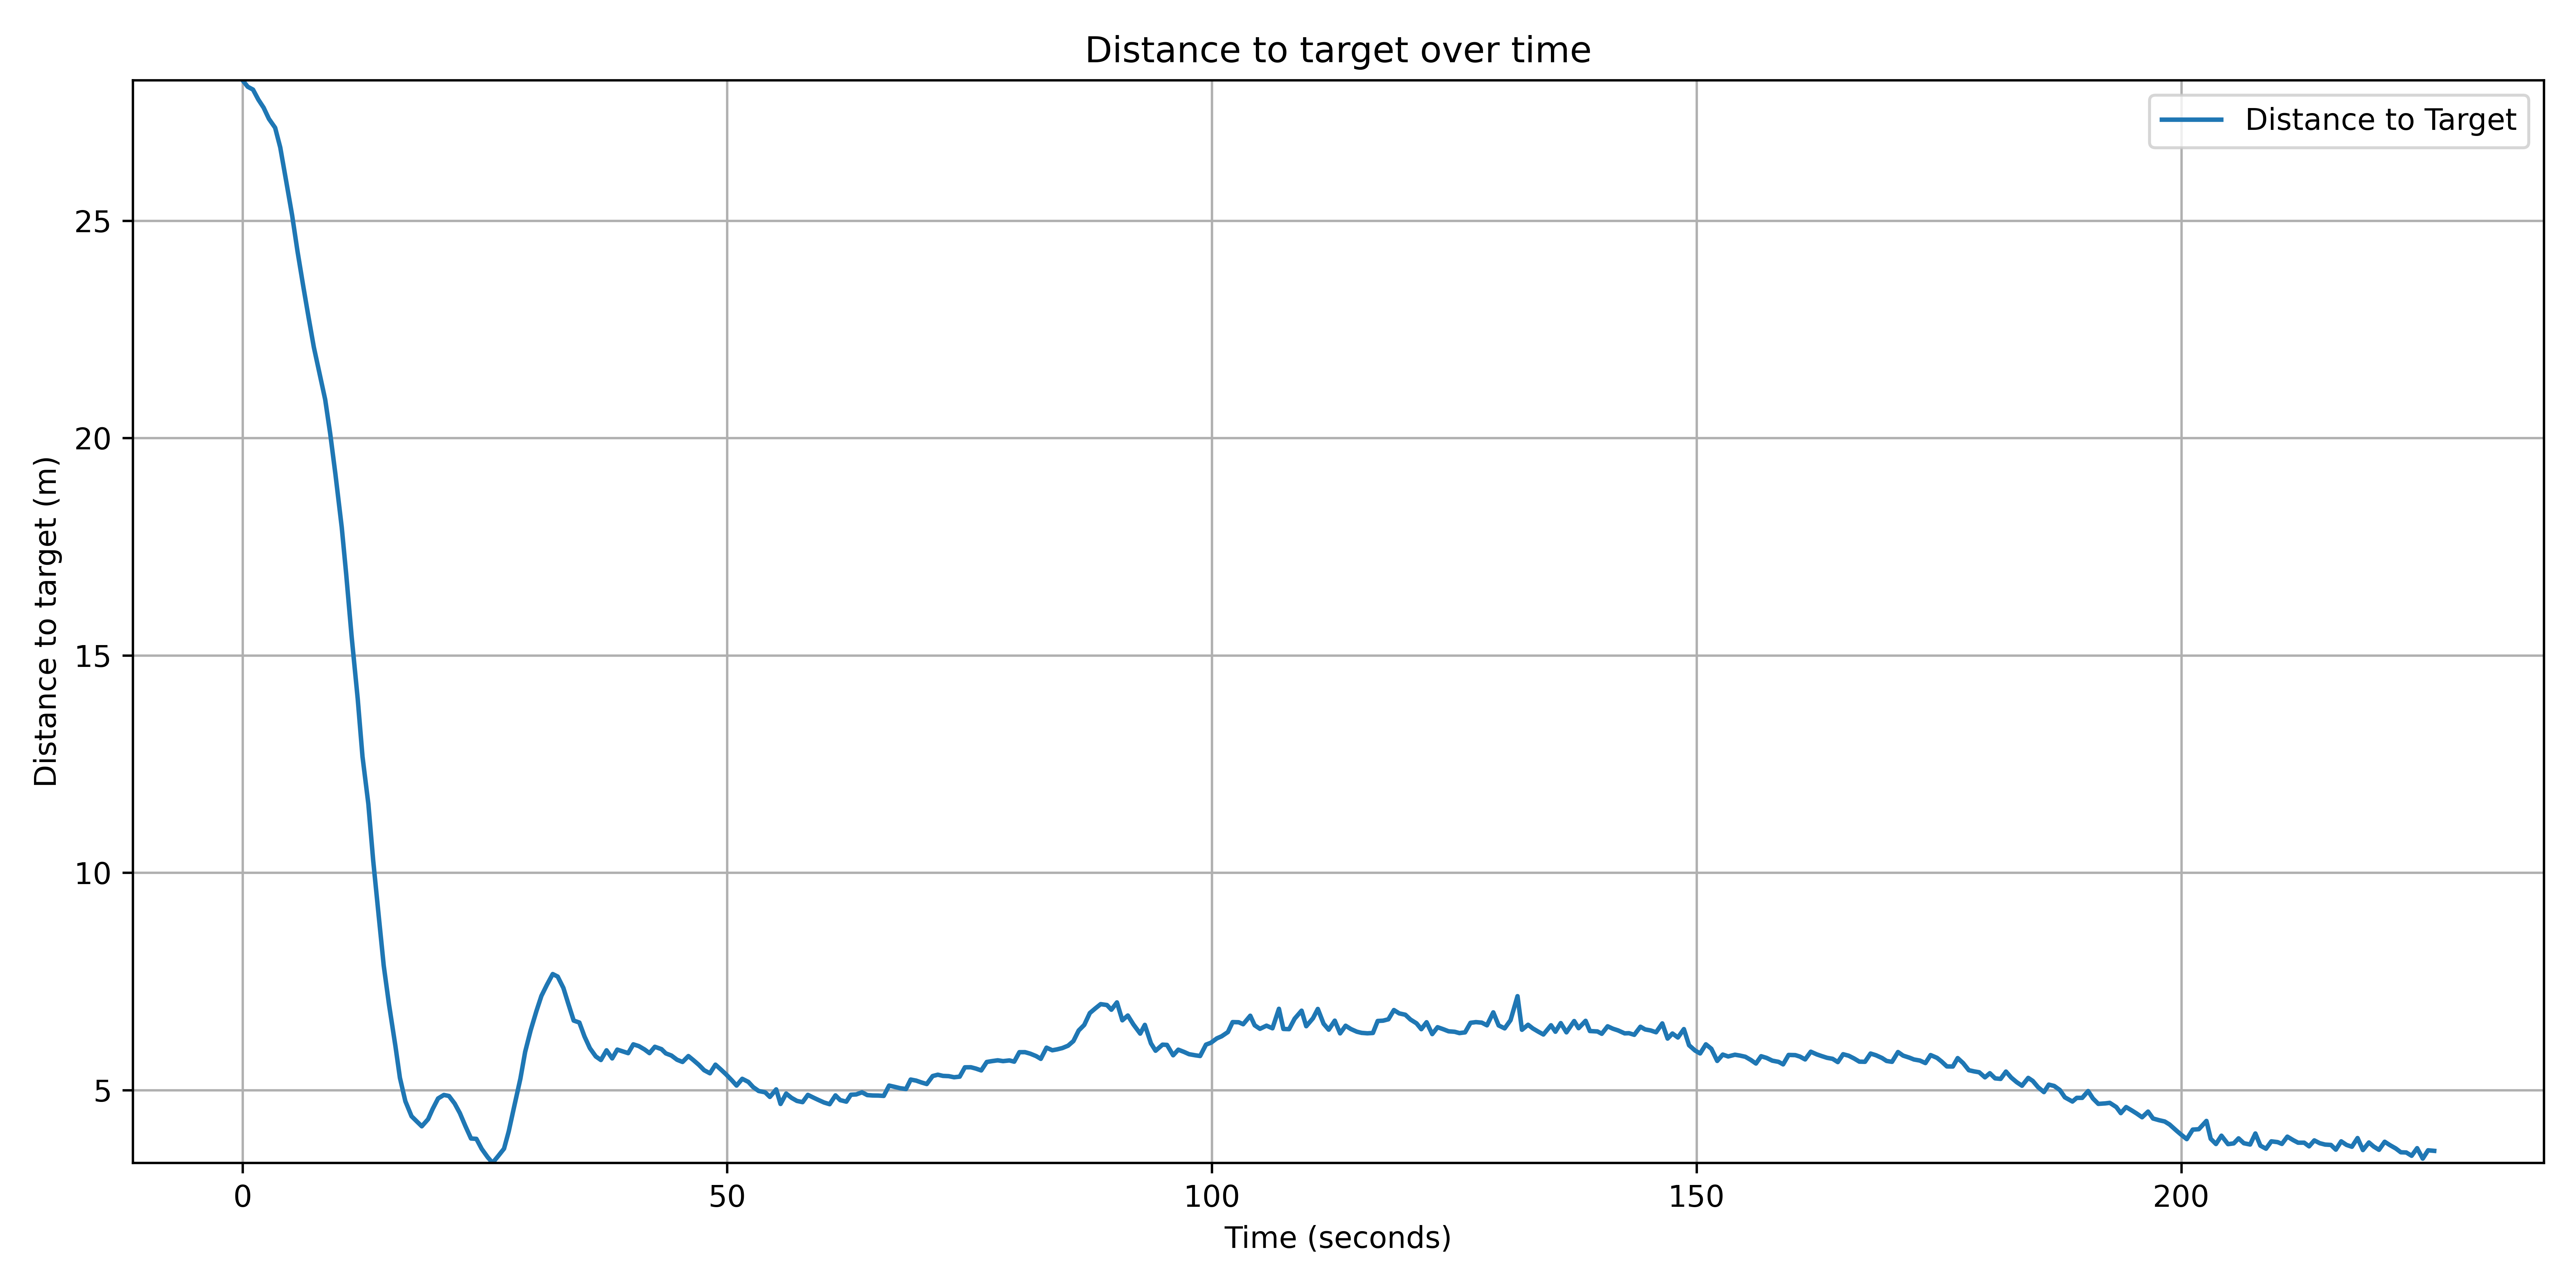 Distance to target over time
Distance to Target
Distance to target (m)
25
20
15
10
5
0 50 100 150 200
Time (seconds)